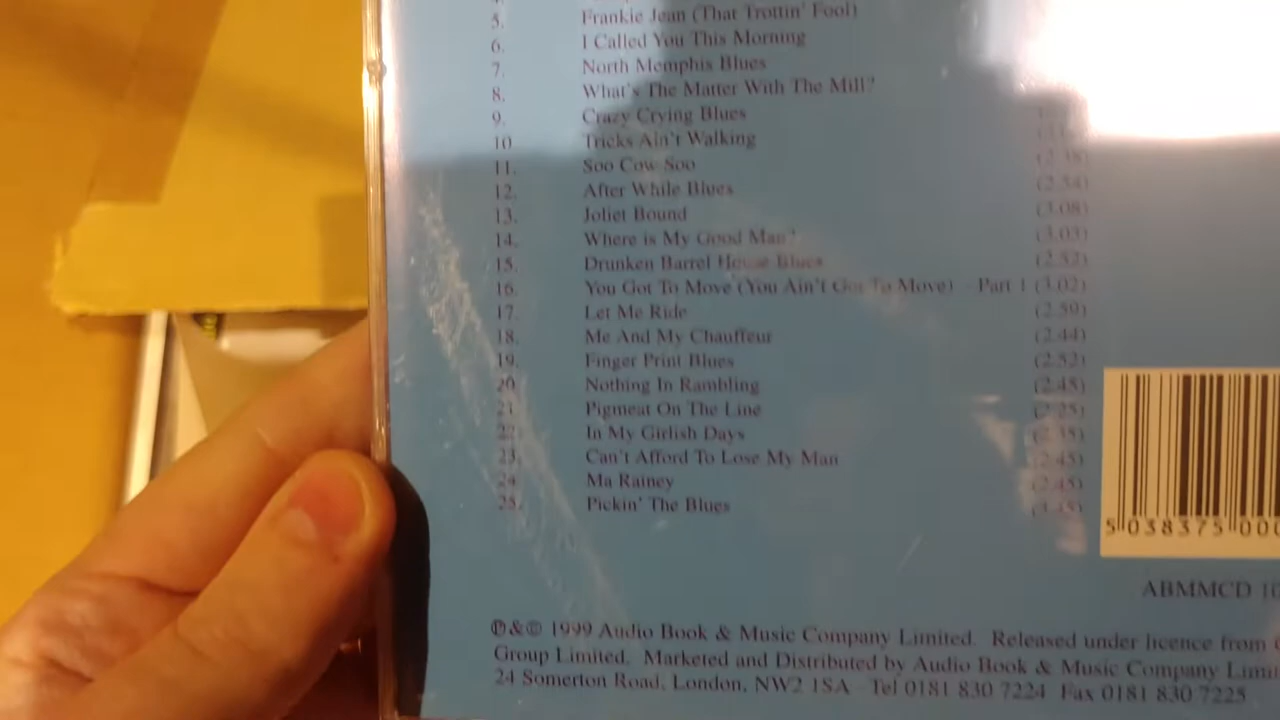 5. Frankie Jean (That Trottin' Fool)
6. I Called You This Morning
7. North Memphis Blues
8. What's The Matter With The Mill?
9. Crazy Crying Blues
10 Tricks Ain't Walking
11. Soo Cow Soo (2.38)
12. After While Blues (2.54)
13. Joliet Bound (3.08)
14. Where is My Good Man? (3.03)
15. Drunken Barrel House Blues (2.52)
16. You Got To Move (You Ain't Got To Move) - Part 1 (3.02)
17. Let Me Ride (2.59)
18. Me And My Chauffeur (2.44)
19. Finger Print Blues (2.52)
20. Nothing In Rambling (2.45)
21. Pigmeat On The Line (2.25)
22. In My Girlish Days (2.35)
23. Can't Afford To Lose My Man (2.45)
24. Ma Rainey (2.45)
25. Pickin' The Blues
5 038375 00
ABMMCD
℗&© 1999 Audio Book & Music Company Limited. Released under licence from
Group Limited. Marketed and Distributed by Audio Book & Music Company
24 Somerton Road, London, NW2 1SA Tel 0181 830 7224 Fax 0181 830 7225